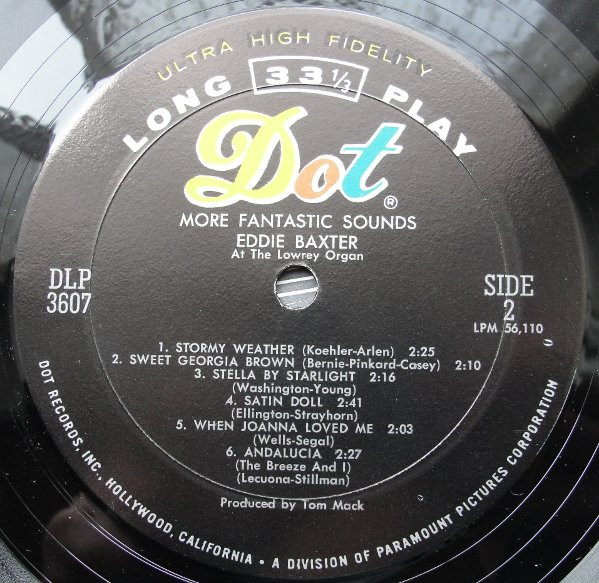 ULTRA HIGH FIDELITY
LONG 33 1/3 PLAY
Dot®
MORE FANTASTIC SOUNDS
EDDIE BAXTER
At The Lowrey Organ
DLP
3607
SIDE
2
LPM 56,110
1. STORMY WEATHER (Koehler-Arlen) 2:25
2. SWEET GEORGIA BROWN (Bernie-Pinkard-Casey) 2:10
3. STELLA BY STARLIGHT 2:16
(Washington-Young)
4. SATIN DOLL 2:41
(Ellington-Strayhorn)
5. WHEN JOANNA LOVED ME 2:03
(Wells-Segal)
6. ANDALUCIA 2:27
(The Breeze And I)
(Lecuona-Stillman)
Produced by Tom Mack
DOT RECORDS, INC., HOLLYWOOD, CALIFORNIA • A DIVISION OF PARAMOUNT PICTURES CORPORATION